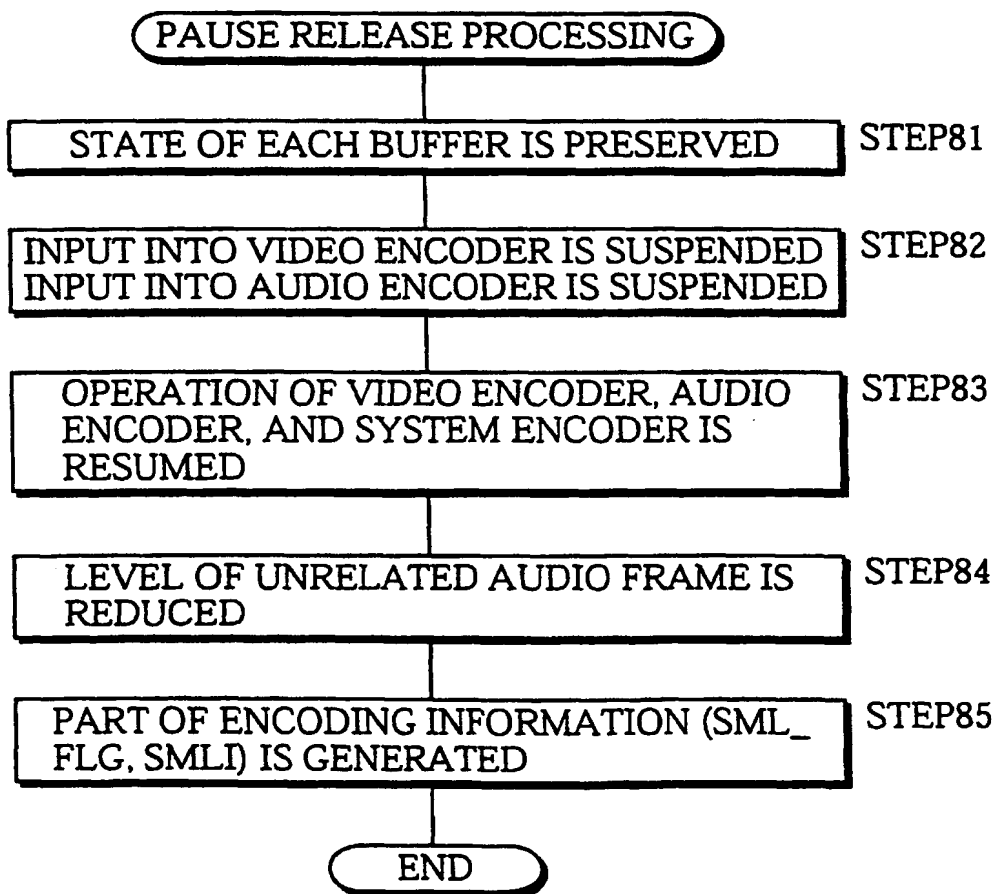 PAUSE RELEASE PROCESSING
STATE OF EACH BUFFER IS PRESERVED
STEP81
INPUT INTO VIDEO ENCODER IS SUSPENDED
INPUT INTO AUDIO ENCODER IS SUSPENDED
STEP82
OPERATION OF VIDEO ENCODER, AUDIO
ENCODER, AND SYSTEM ENCODER IS
RESUMED
STEP83
LEVEL OF UNRELATED AUDIO FRAME IS
REDUCED
STEP84
PART OF ENCODING INFORMATION (SML_
FLG, SMLI) IS GENERATED
STEP85
END